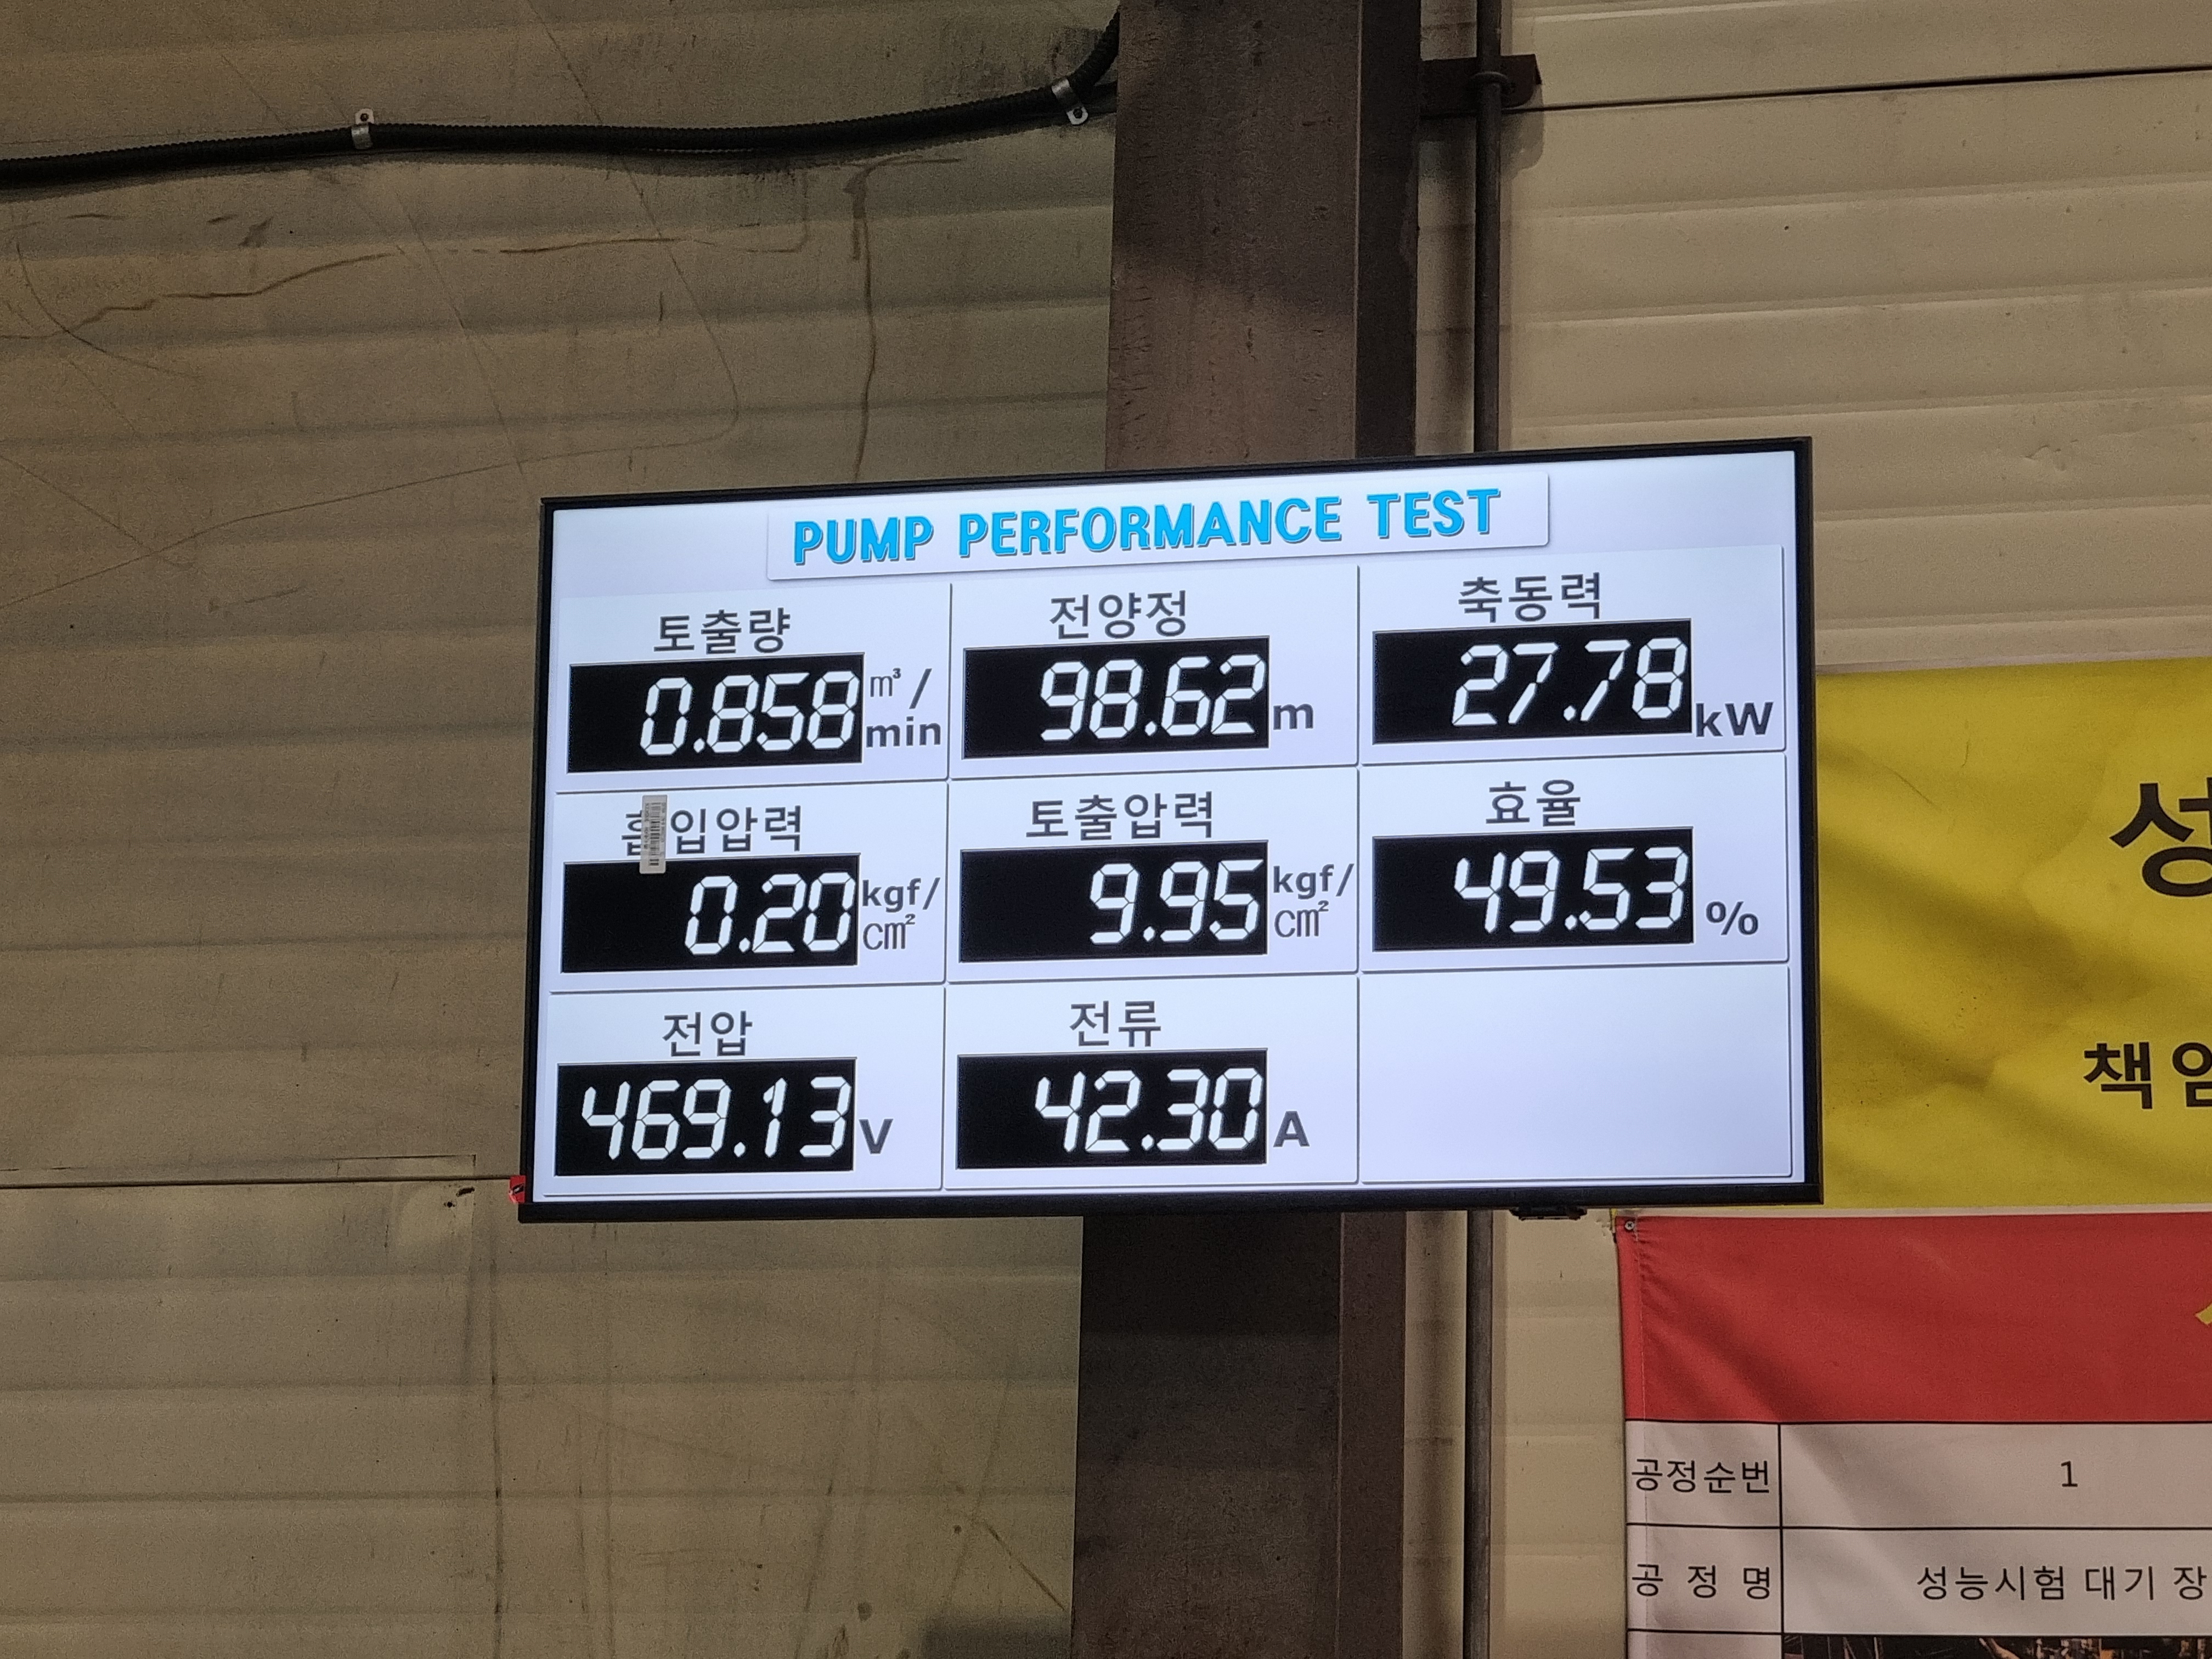 PUMP PERFORMANCE TEST
토출량
0.858 m³/min
전양정
98.62 m
축동력
27.78 kW
입압력
0.20 kgf/cm²
토출압력
9.95 kgf/cm²
효율
49.53 %
전압
469.13 V
전류
42.30 A
성
책임
공정순번 1
공 정 명 성능시험 대기 장